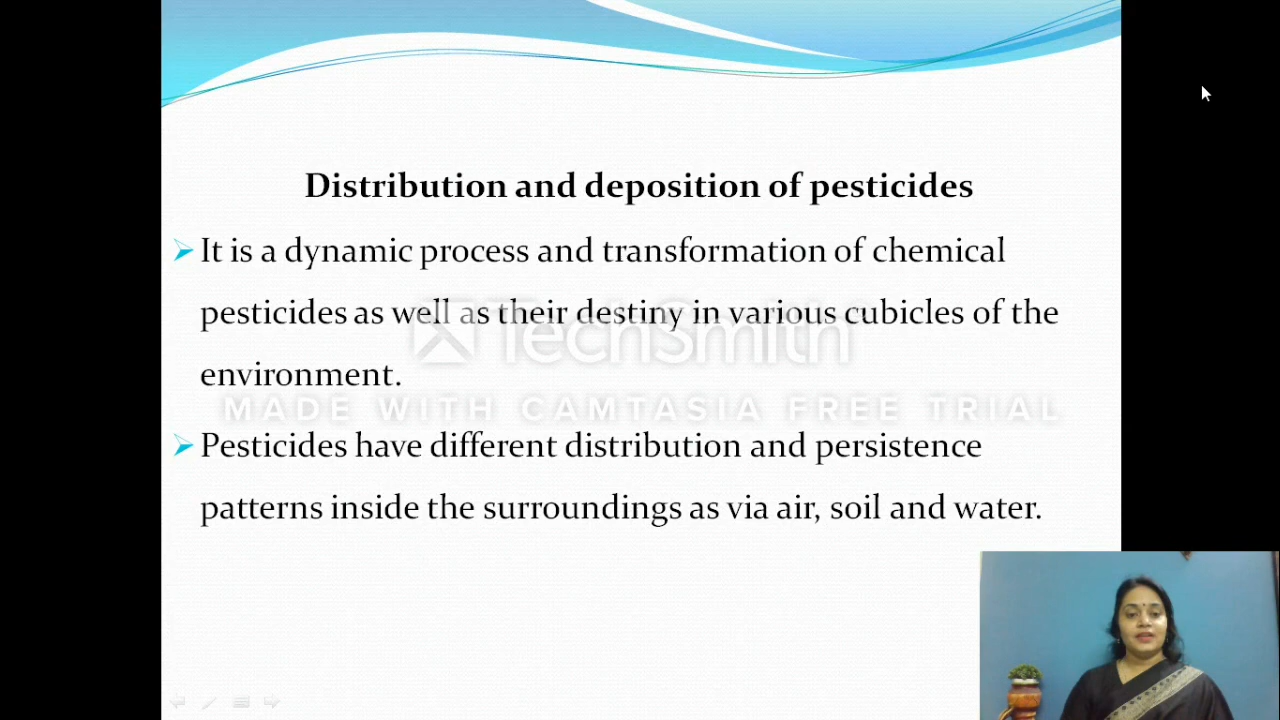 Distribution and deposition of pesticides
It is a dynamic process and transformation of chemical
pesticides as well as their destiny in various cubicles of the
TechSmith
environment.
MADE WITH CAMTASIA FREE TRIAL
Pesticides have different distribution and persistence
patterns inside the surroundings as via air, soil and water.